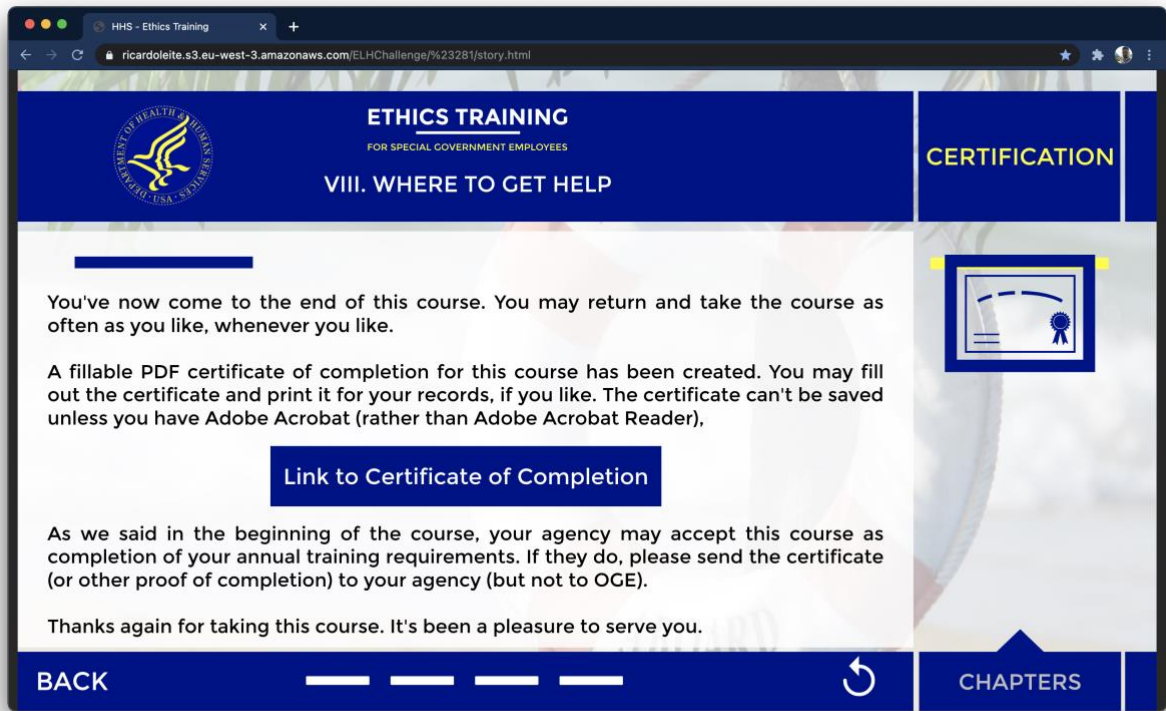 HHS - Ethics Training
ricardoleite.s3.eu-west-3.amazonaws.com/ELHChallenge/%23281/story.html
DEPARTMENT OF HEALTH & HUMAN SERVICES · USA
ETHICS TRAINING
FOR SPECIAL GOVERNMENT EMPLOYEES
VIII. WHERE TO GET HELP
CERTIFICATION
You've now come to the end of this course. You may return and take the course as
often as you like, whenever you like.
A fillable PDF certificate of completion for this course has been created. You may fill
out the certificate and print it for your records, if you like. The certificate can't be saved
unless you have Adobe Acrobat (rather than Adobe Acrobat Reader),
Link to Certificate of Completion
As we said in the beginning of the course, your agency may accept this course as
completion of your annual training requirements. If they do, please send the certificate
(or other proof of completion) to your agency (but not to OGE).
Thanks again for taking this course. It's been a pleasure to serve you.
BACK
CHAPTERS